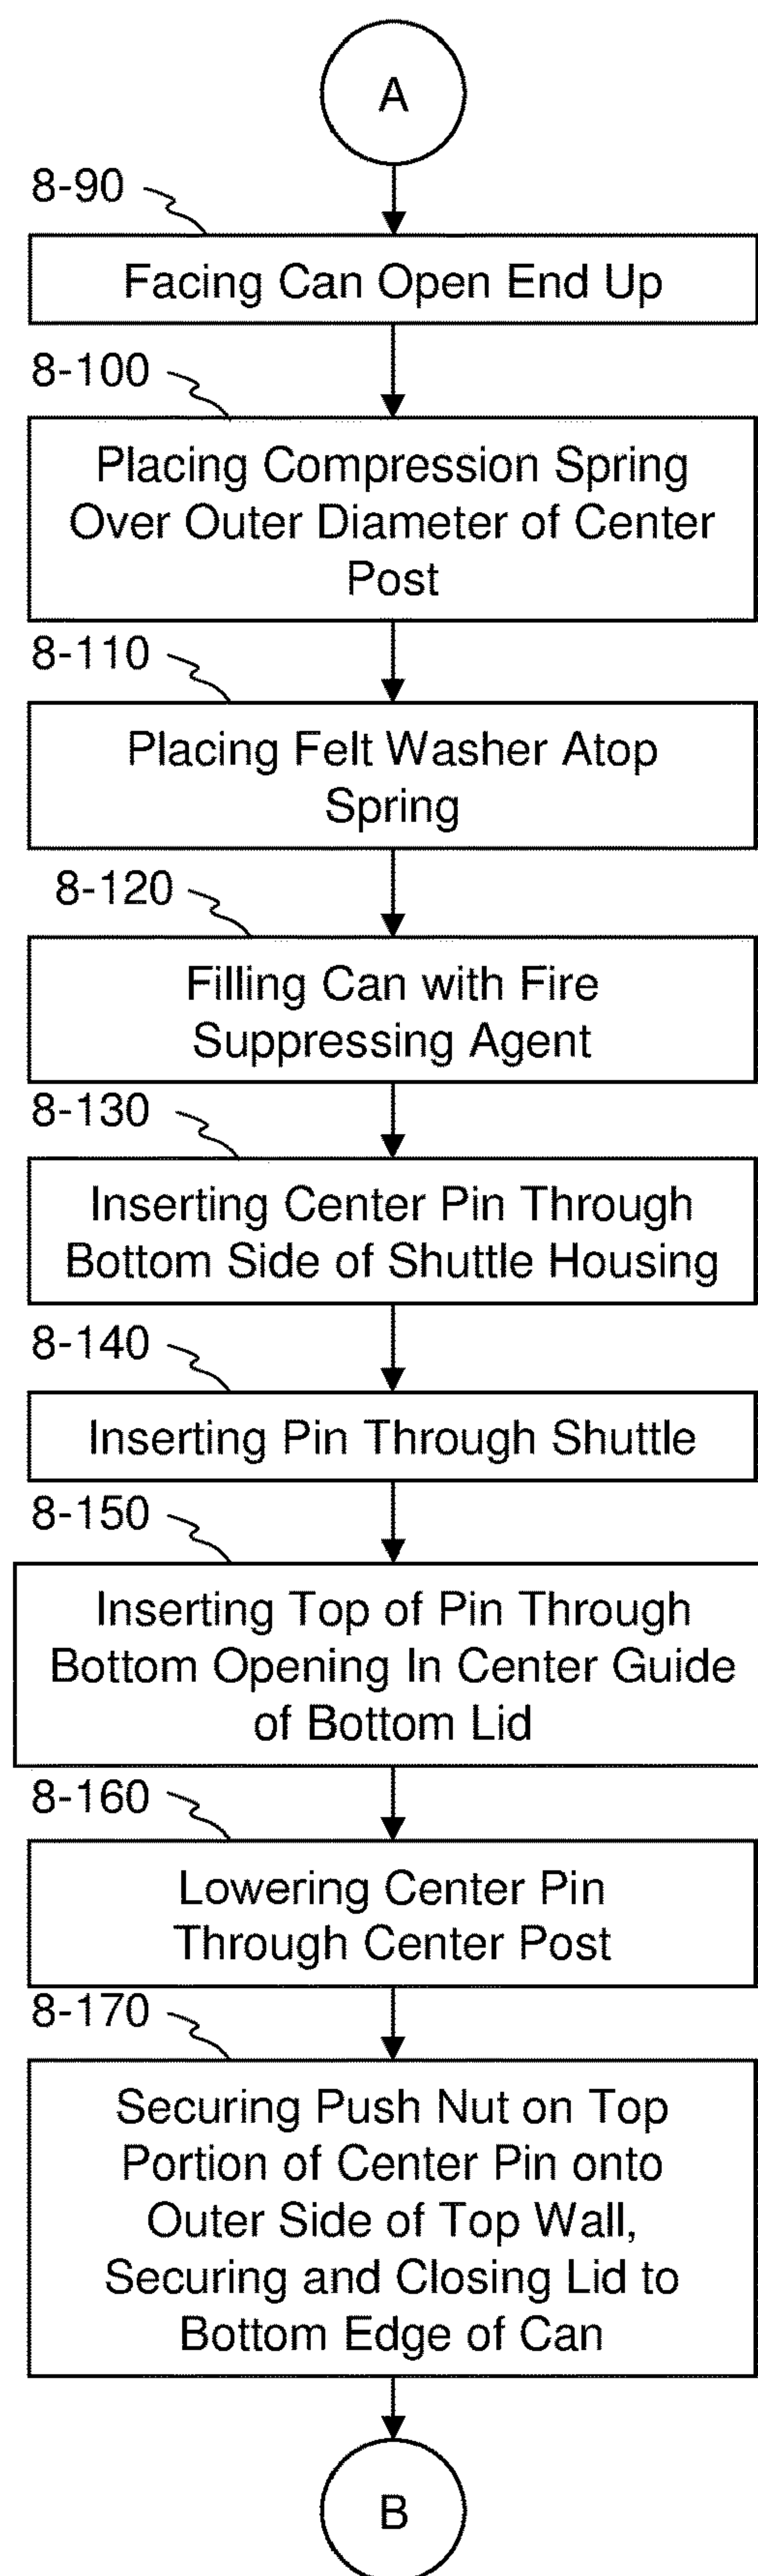 A
8-90
Facing Can Open End Up
8-100
Placing Compression Spring
Over Outer Diameter of Center
Post
8-110
Placing Felt Washer Atop
Spring
8-120
Filling Can with Fire
Suppressing Agent
8-130
Inserting Center Pin Through
Bottom Side of Shuttle Housing
8-140
Inserting Pin Through Shuttle
8-150
Inserting Top of Pin Through
Bottom Opening In Center Guide
of Bottom Lid
8-160
Lowering Center Pin
Through Center Post
8-170
Securing Push Nut on Top
Portion of Center Pin onto
Outer Side of Top Wall,
Securing and Closing Lid to
Bottom Edge of Can
B